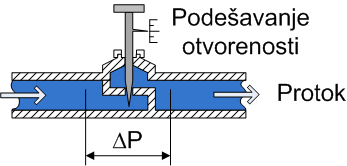 Podešavanje
otvorenosti
Protok
ΔP